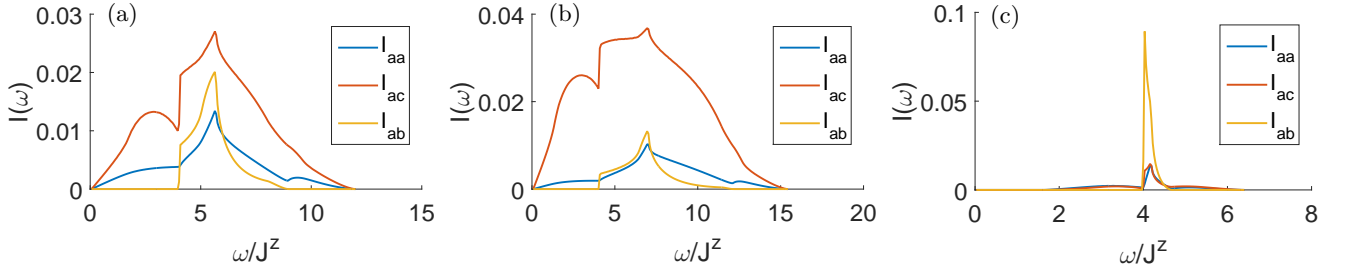 (a)
0.03
0.02
0.01
0
I(ω)
0 5 10 15
ω/J^z
I_aa
I_ac
I_ab
(b)
0.04
0.02
0
I(ω)
0 5 10 15 20
ω/J^z
I_aa
I_ac
I_ab
(c)
0.1
0.05
0
I(ω)
0 2 4 6 8
ω/J^z
I_aa
I_ac
I_ab